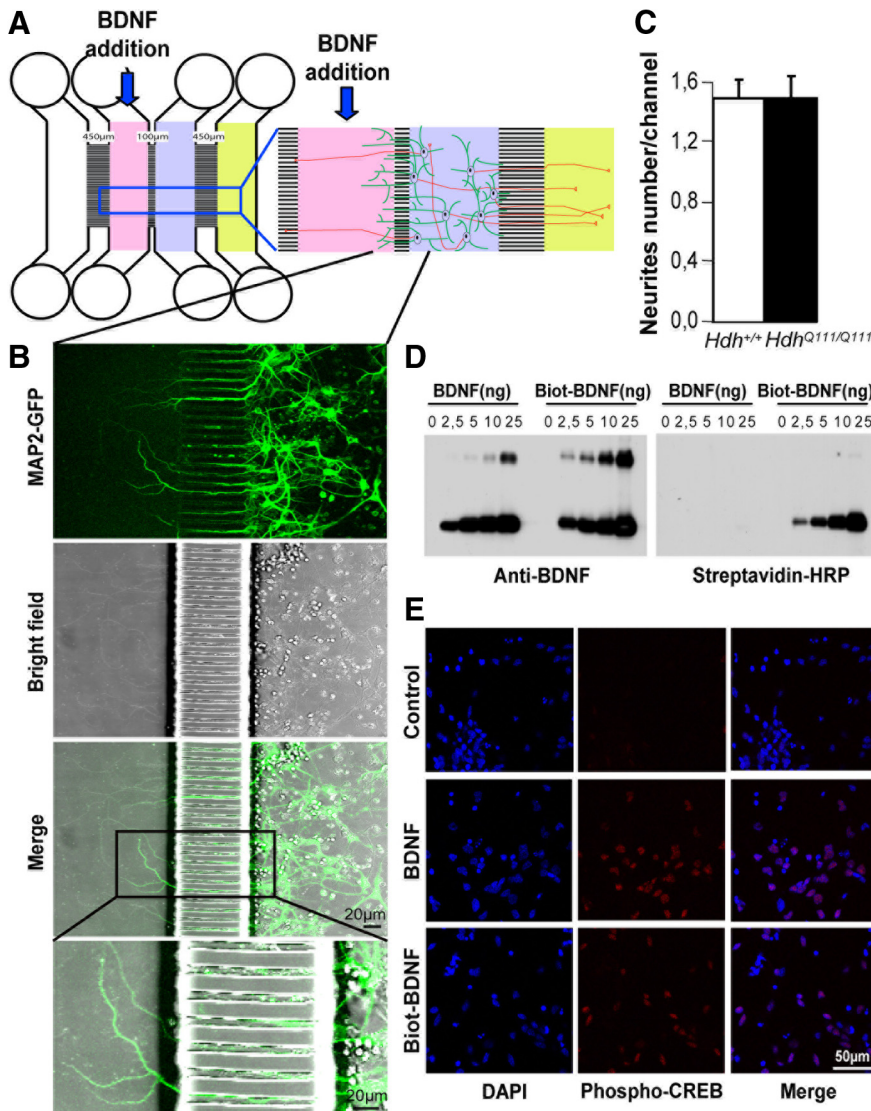 A
BDNF
addition
BDNF
addition
450µm
100µm
450µm
B
MAP2-GFP
Bright field
Merge
20µm
20µm
C
Neurites number/channel
1,6
1,2
0,8
0,4
0,0
Hdh+/+ HdhQ111/Q111
D
BDNF(ng) Biot-BDNF(ng) BDNF(ng) Biot-BDNF(ng)
0 2,5 5 10 25 0 2,5 5 10 25 0 2,5 5 10 25 0 2,5 5 10 25
Anti-BDNF Streptavidin-HRP
E
Control
BDNF
Biot-BDNF
50µm
DAPI Phospho-CREB Merge